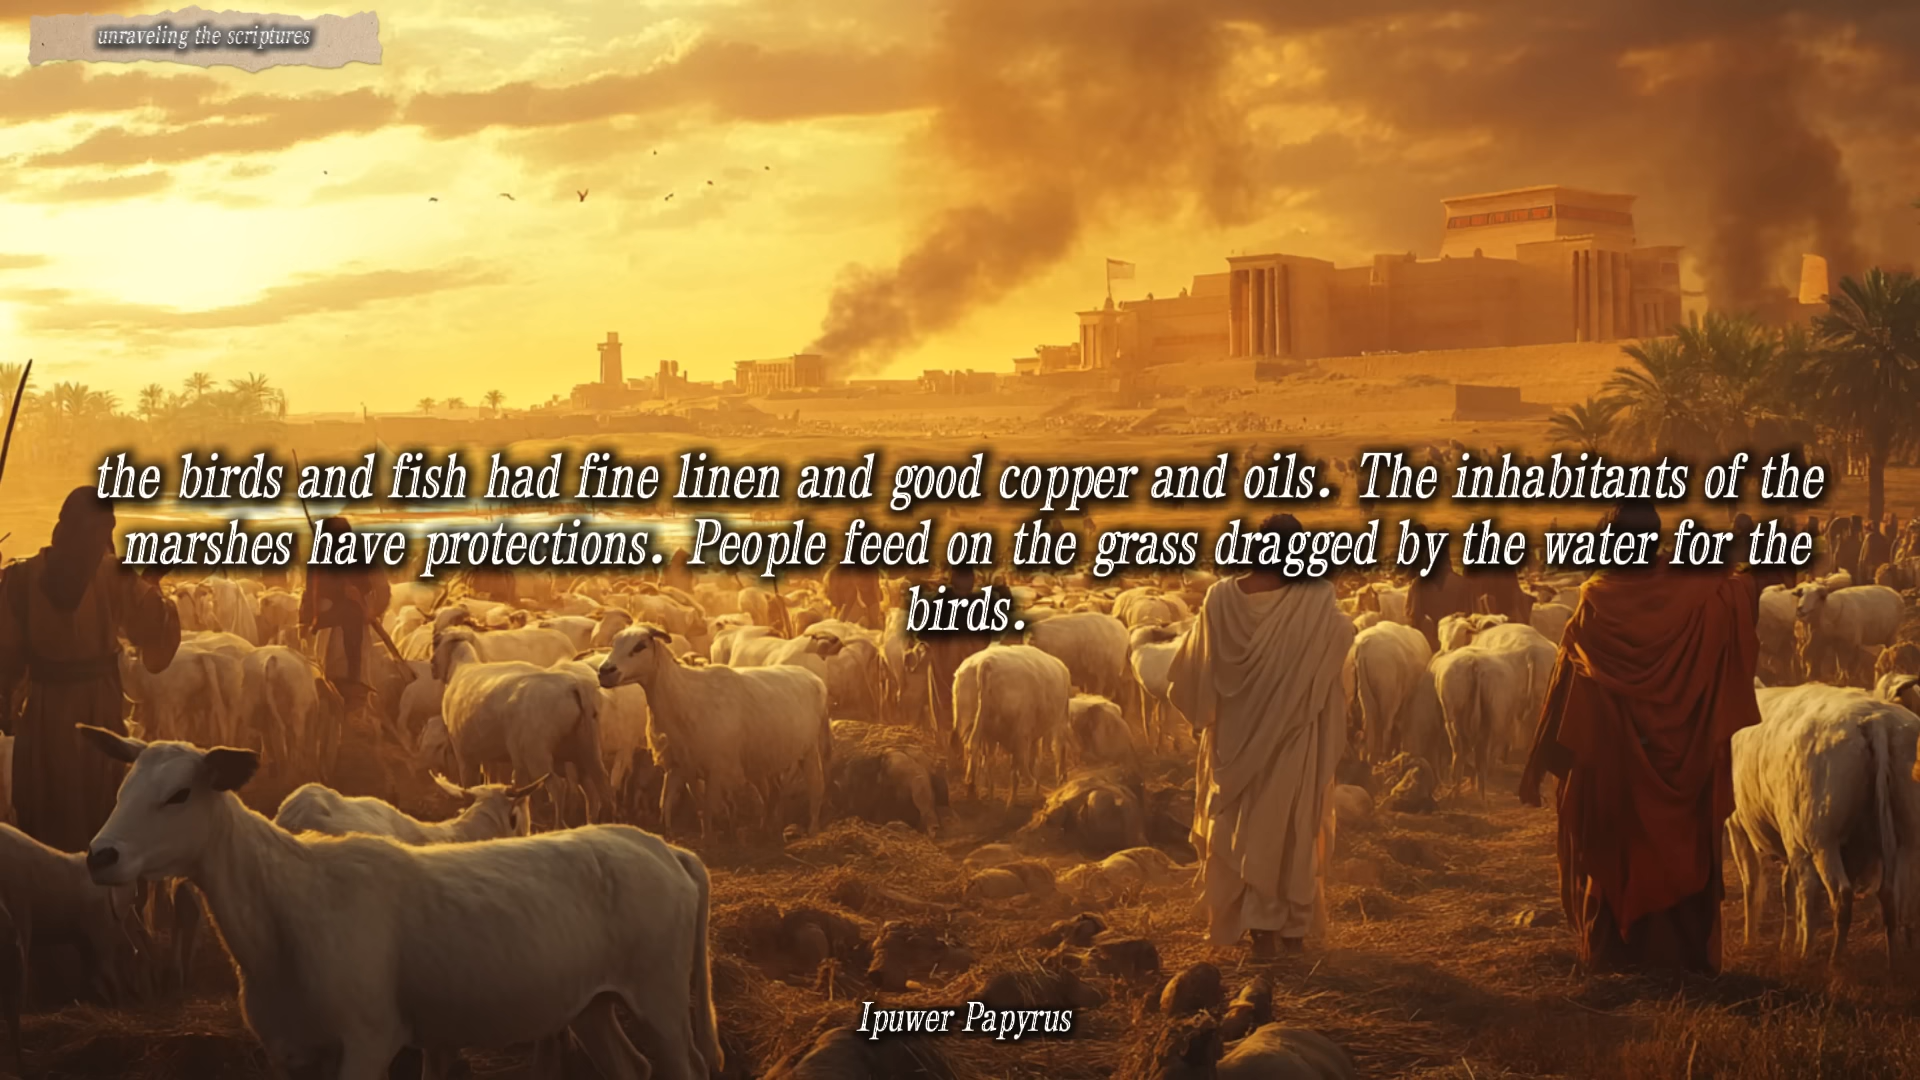 unraveling the scriptures
the birds and fish had fine linen and good copper and oils. The inhabitants of the
marshes have protections. People feed on the grass dragged by the water for the
birds.
Ipuwer Papyrus